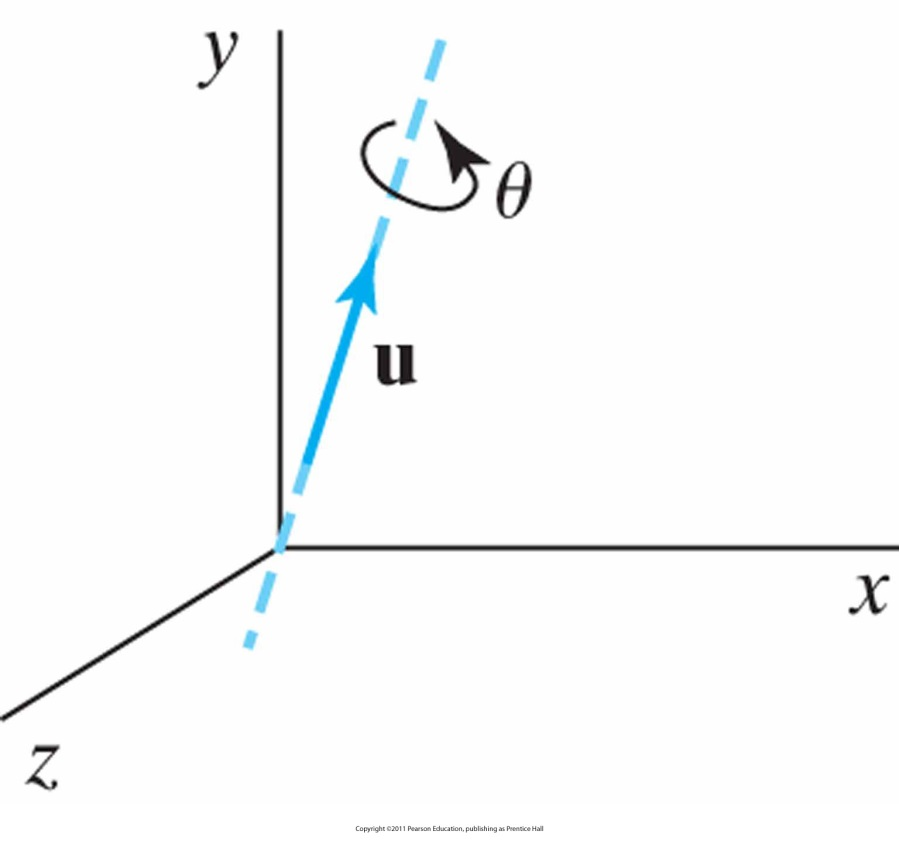 y
θ
u
x
z
Copyright ©2011 Pearson Education, publishing as Prentice Hall